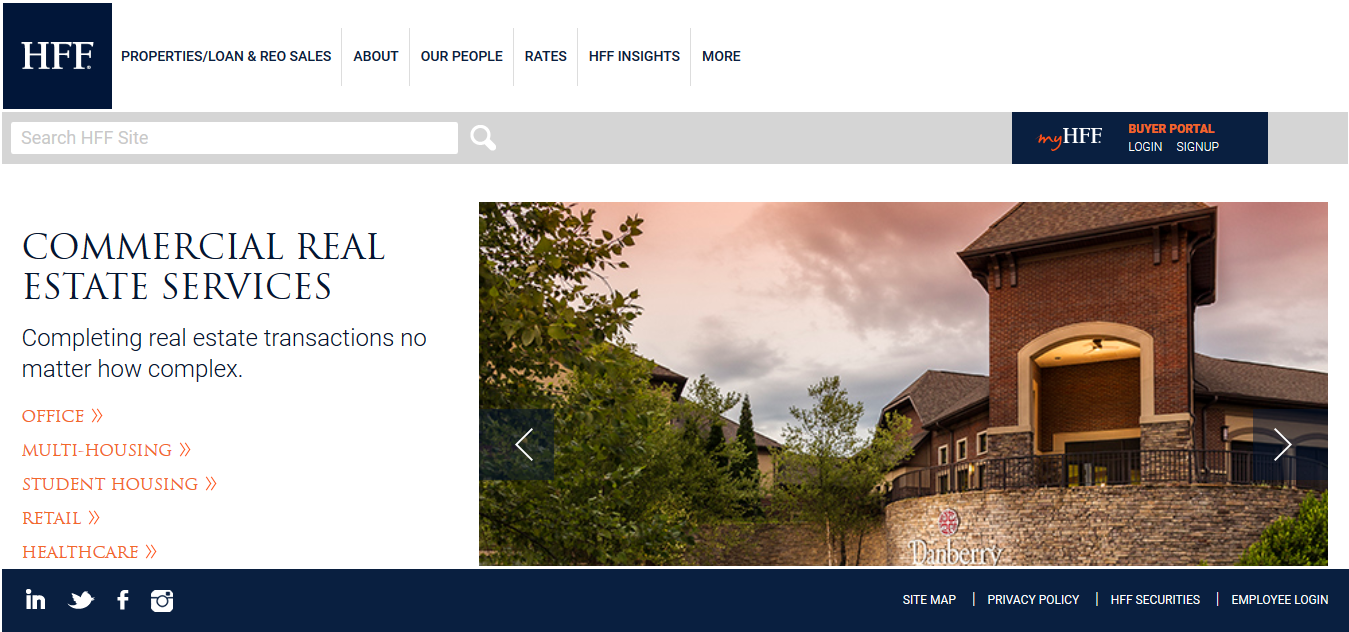 HFF
PROPERTIES/LOAN & REO SALES
ABOUT
OUR PEOPLE
RATES
HFF INSIGHTS
MORE
Search HFF Site
myHFF
BUYER PORTAL
LOGIN SIGNUP
COMMERCIAL REAL
ESTATE SERVICES
Completing real estate transactions no
matter how complex.
OFFICE
MULTI-HOUSING
STUDENT HOUSING
RETAIL
HEALTHCARE
Danberry
SITE MAP | PRIVACY POLICY | HFF SECURITIES | EMPLOYEE LOGIN